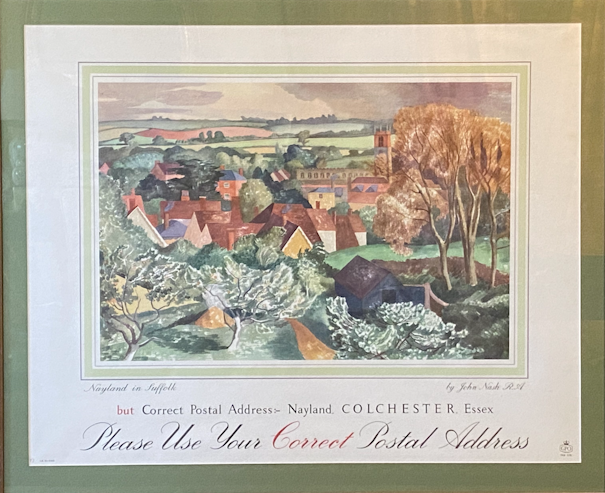 Nayland in Suffolk
by John Nash R.A
but Correct Postal Address:- Nayland, COLCHESTER, Essex
Please Use Your Correct Postal Address
GPO